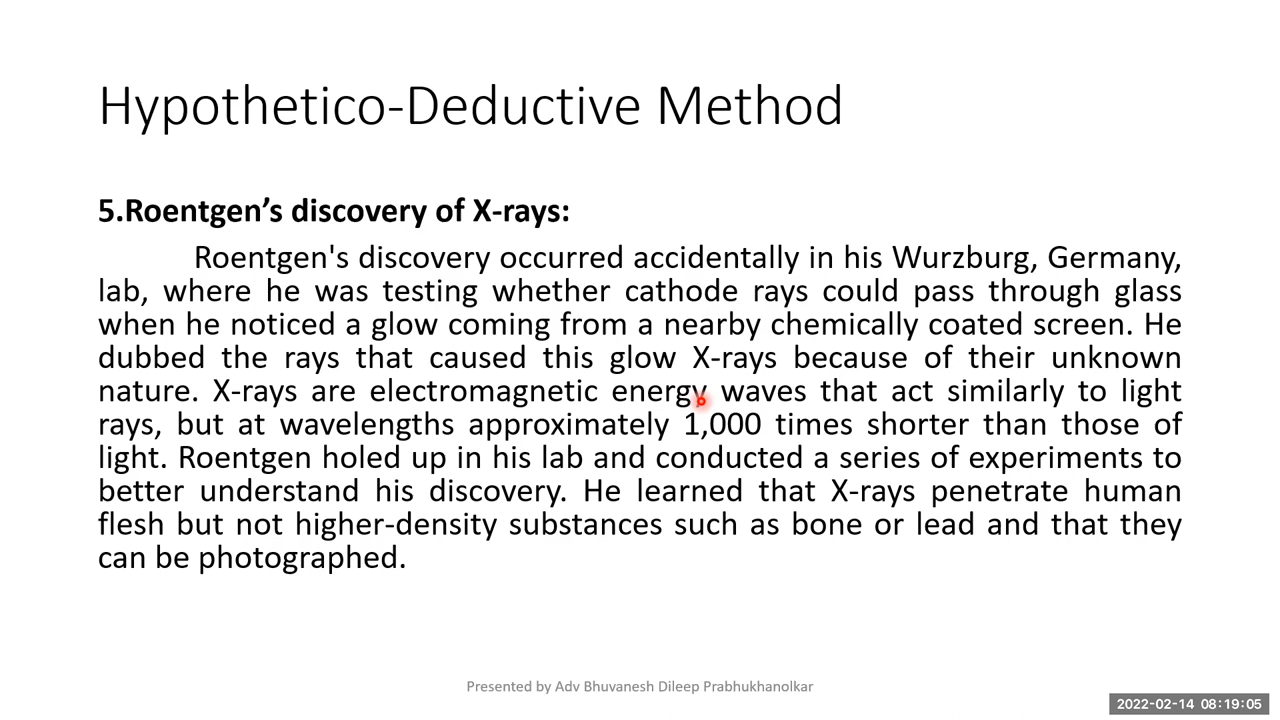 Hypothetico-Deductive Method
5.Roentgen’s discovery of X-rays:
Roentgen's discovery occurred accidentally in his Wurzburg, Germany,
lab, where he was testing whether cathode rays could pass through glass
when he noticed a glow coming from a nearby chemically coated screen. He
dubbed the rays that caused this glow X-rays because of their unknown
nature. X-rays are electromagnetic energy waves that act similarly to light
rays, but at wavelengths approximately 1,000 times shorter than those of
light. Roentgen holed up in his lab and conducted a series of experiments to
better understand his discovery. He learned that X-rays penetrate human
flesh but not higher-density substances such as bone or lead and that they
can be photographed.
Presented by Adv Bhuvanesh Dileep Prabhukhanolkar
2022-02-14 08:19:05